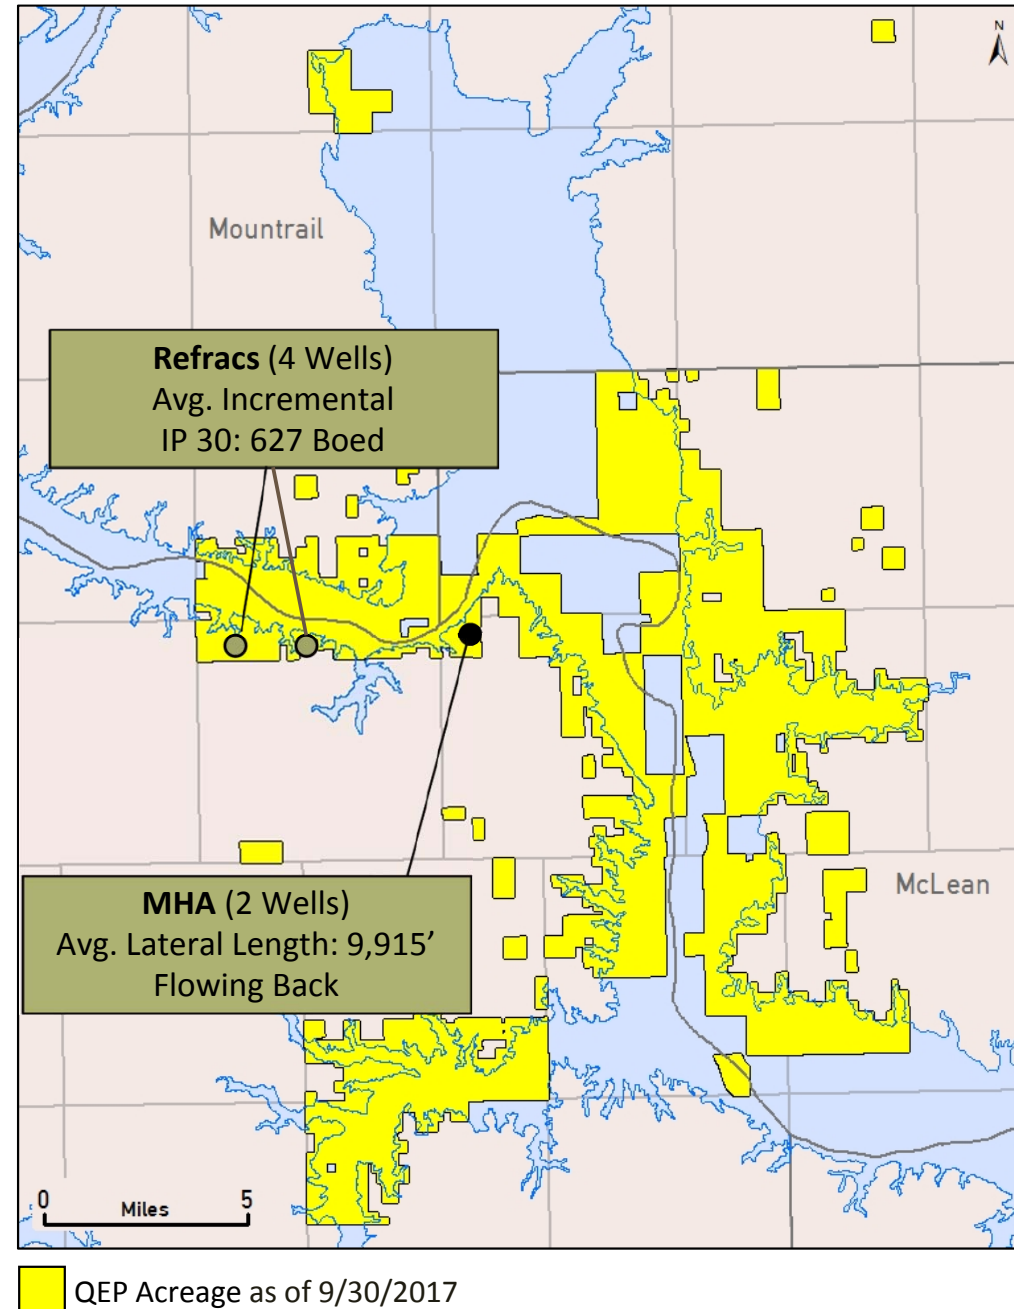 N
Mountrail
Refracs (4 Wells)
Avg. Incremental
IP 30: 627 Boed
McLean
MHA (2 Wells)
Avg. Lateral Length: 9,915’
Flowing Back
0 5
Miles
QEP Acreage as of 9/30/2017